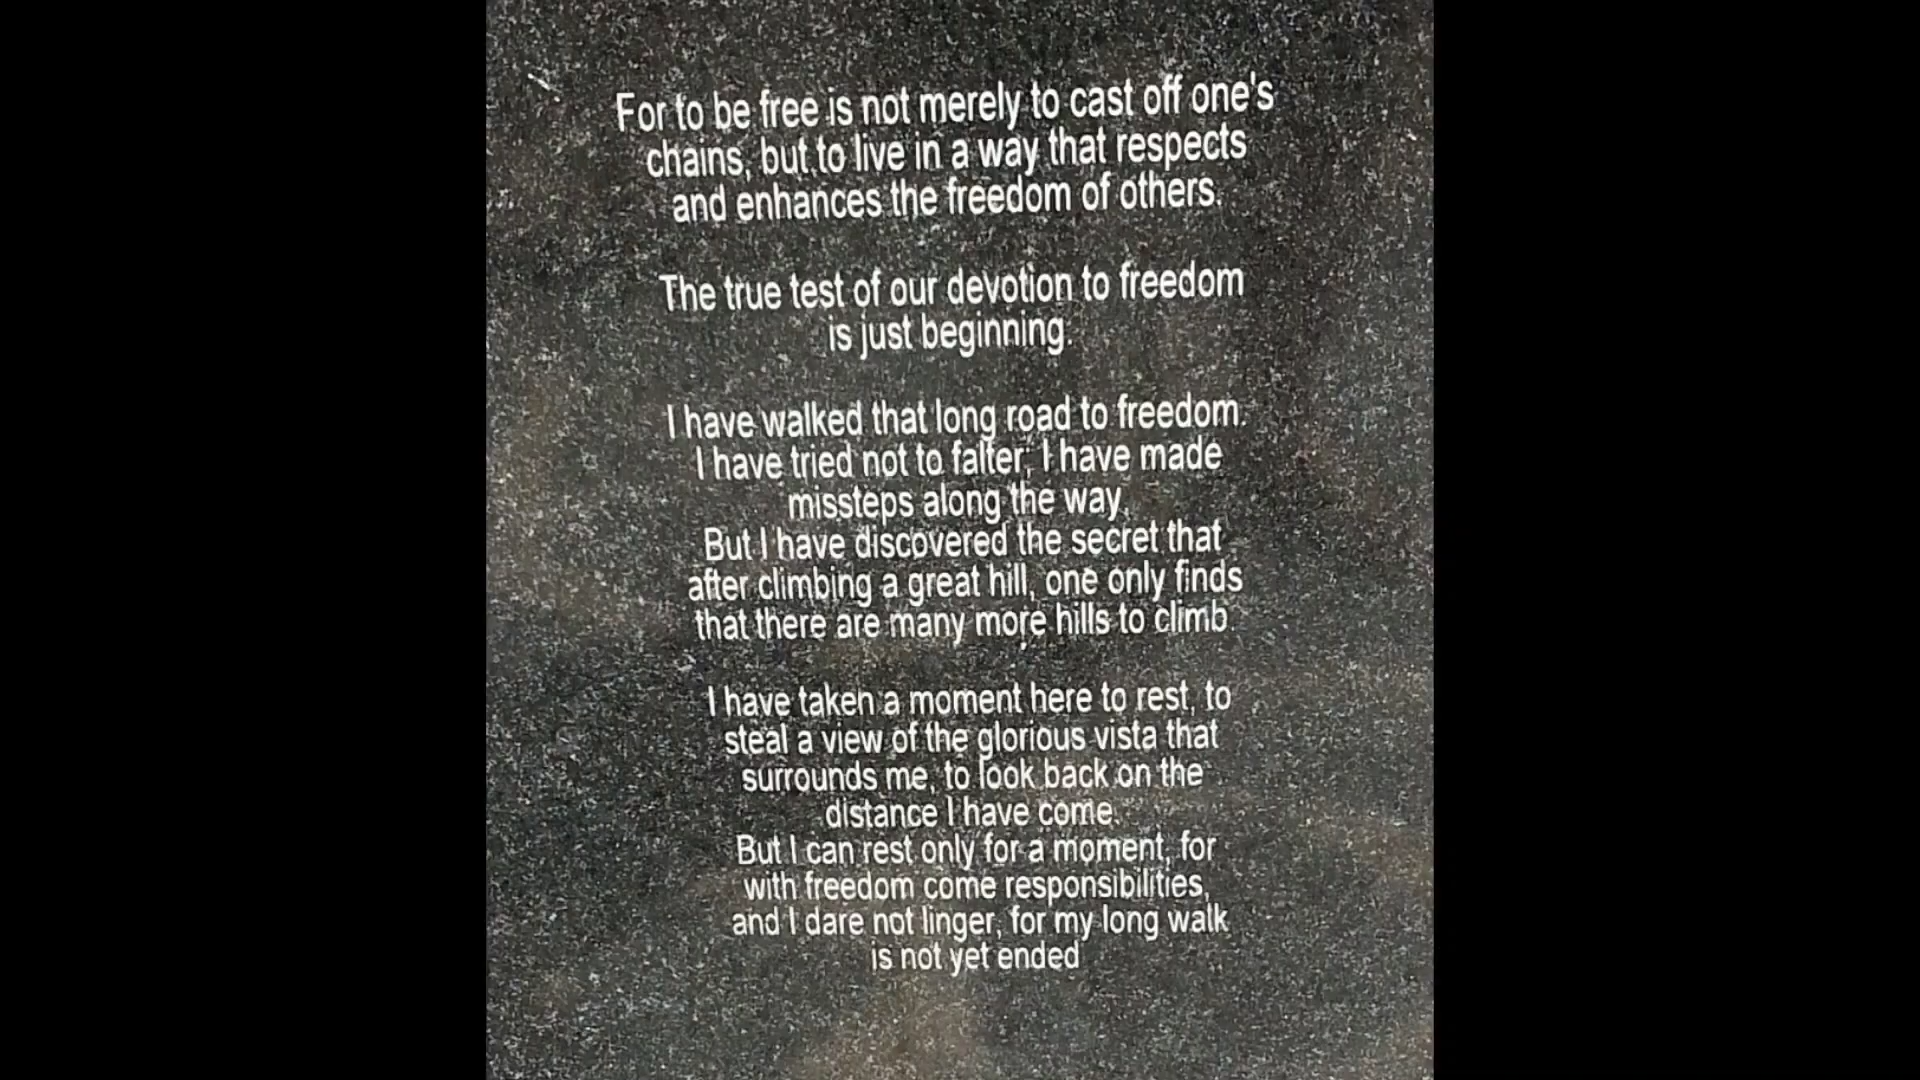 For to be free is not merely to cast off one's
chains, but to live in a way that respects
and enhances the freedom of others.
The true test of our devotion to freedom
is just beginning.
I have walked that long road to freedom.
I have tried not to falter; I have made
missteps along the way.
But I have discovered the secret that
after climbing a great hill, one only finds
that there are many more hills to climb.
I have taken a moment here to rest, to
steal a view of the glorious vista that
surrounds me, to look back on the
distance I have come.
But I can rest only for a moment, for
with freedom come responsibilities,
and I dare not linger, for my long walk
is not yet ended